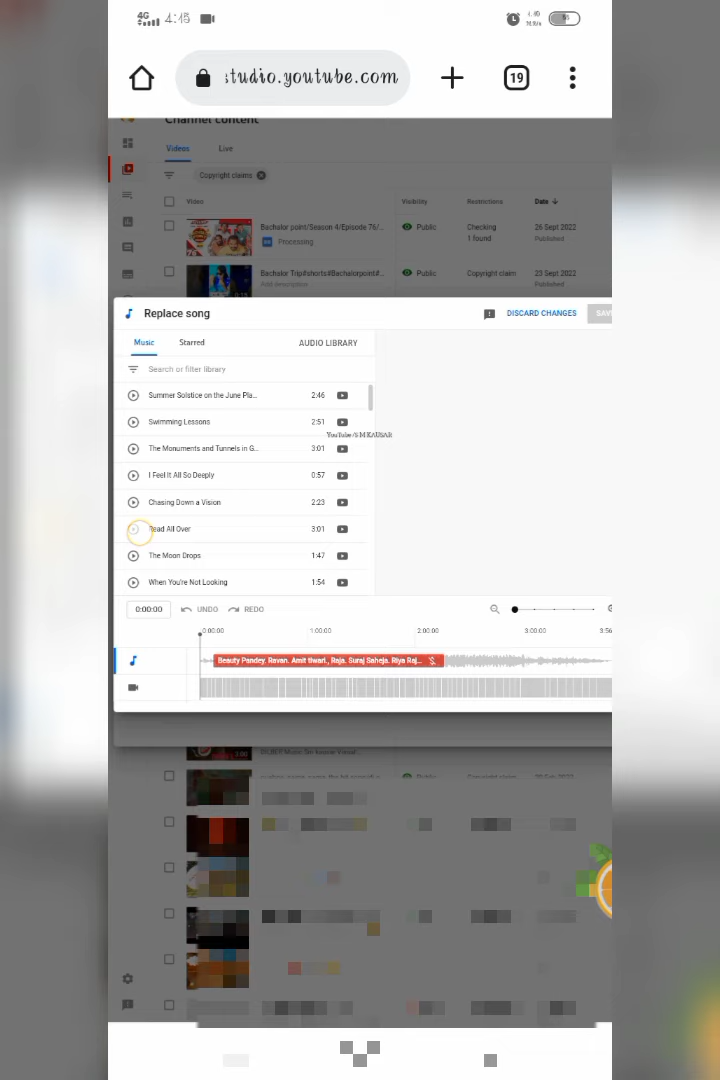 4G 4:45
studio.youtube.com
19
Channel content
Videos Live
Copyright claims
Video Visibility Restrictions Date
Bachalor point/Season 4/Episode 76/... Public Checking 26 Sept 2022
Processing 1 found Published
Bachalor Trip#shorts#Bachalorpoint#... Public Copyright claim 23 Sept 2022
Add description Published
Replace song DISCARD CHANGES SAV
Music Starred AUDIO LIBRARY
Search or filter library
Summer Solstice on the June Pla... 2:46
Swimming Lessons 2:51
The Monuments and Tunnels in G... 3:01
I Feel It All So Deeply 0:57
Chasing Down a Vision 2:23
Read All Over 3:01
The Moon Drops 1:47
When You're Not Looking 1:54
0:00:00 UNDO REDO
0:00:00 1:00:00 2:00:00 3:00:00 3:56
Beauty Pandey. Ravan. Amit tiwari., Raja. Suraj Saheja. Riya Raj...